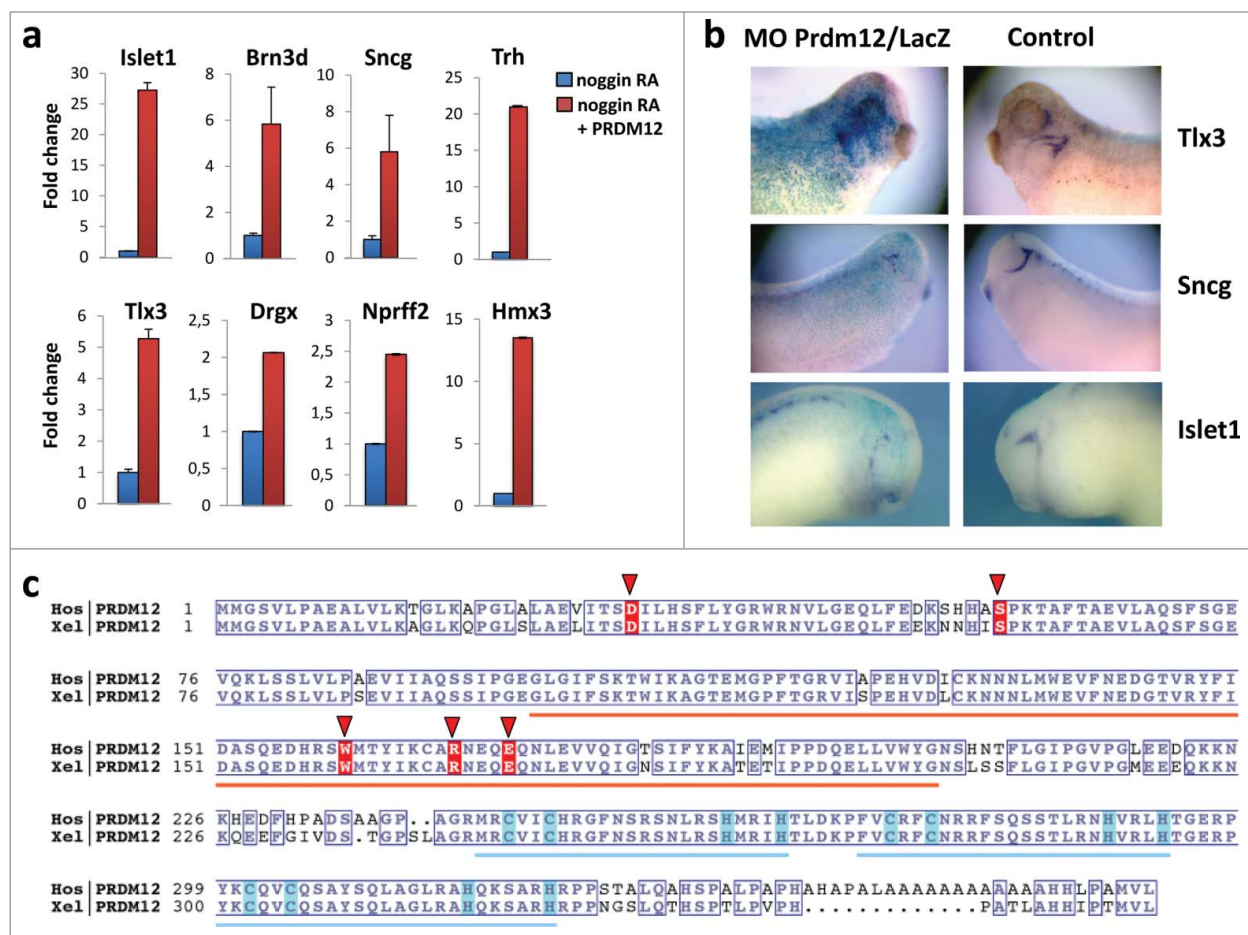 a
Islet1 Brn3d Sncg Trh
noggin RA
noggin RA
+ PRDM12
Fold change
30 25 20 15 10 5 0
8 6 4 2 0
10 8 6 4 2 0
25 20 15 10 5 0
Tlx3 Drgx Nprff2 Hmx3
Fold change
6 5 4 3 2 1 0
2,5 2 1,5 1 0,5 0
3 2,5 2 1,5 1 0,5 0
15 10 5 0
b
MO Prdm12/LacZ Control
Tlx3
Sncg
Islet1
c
Hos|PRDM12 1 MMGSVLPAEALVLKTGLKAPGLALAEVITSDILHSFLYGRWRNVLGEQLFEDKSHHASPKTAFTAEVLAQSFSGE
Xel|PRDM12 1 MMGSVLPAEALVLKAGLKQPGLSLAELITSDILHSFLYGRWRNVLGEQLFEEKNNHISPKTAFTAEVLAQSFSGE
Hos|PRDM12 76 VQKLSSLVLPAEVIIAQSSIPGEGLGIFSKTWIKAGTEMGPFTGRVIAPEHVDICKNNNLMWEVFNEDGTVRYFI
Xel|PRDM12 76 VQKLSSLVLPSEVIIAQSSIPGEGLGIFSKTWIKAGTEMGPFTGRVISPEHVDLCKNNNLMWEVFNEDGTVRYFI
Hos|PRDM12 151 DASQEDHRSWMTYIKCARNEQEQNLEVVQIGTSIFYKAIEMIPPDQELLVWYGNSHNTFLGIPGVPGLEEDQKKN
Xel|PRDM12 151 DASQEDHRSWMTYIKCARNEQEQNLEVVQIGNSIFYKATETIPPDQELLVWYGNSLSSFLGIPGVPGMEEEQKKN
Hos|PRDM12 226 KHEDFHPADSAAGP..AGRMRCVICHRGFNSRSNLRSHMRIHTLDKPFVCRFCNRRFSQSSTLRNHVRLHTGERP
Xel|PRDM12 226 KQEEFGIVDS.TGPSLAGRMRCVICHRGFNSRSNLRSHMRIHTLDKPFVCRFCNRRFSQSSTLRNHVRLHTGERP
Hos|PRDM12 299 YKCQVCQSAYSQLAGLRAHQKSARHRPPSTALQAHSPALPAPHAHAPALAAAAAAAAAAAAHHLPAMVL
Xel|PRDM12 300 YKCQVCQSAYSQLAGLRAHQKSARHRPPNGSLQTHSPTLPVPH.............PATLAHHIPTMVL